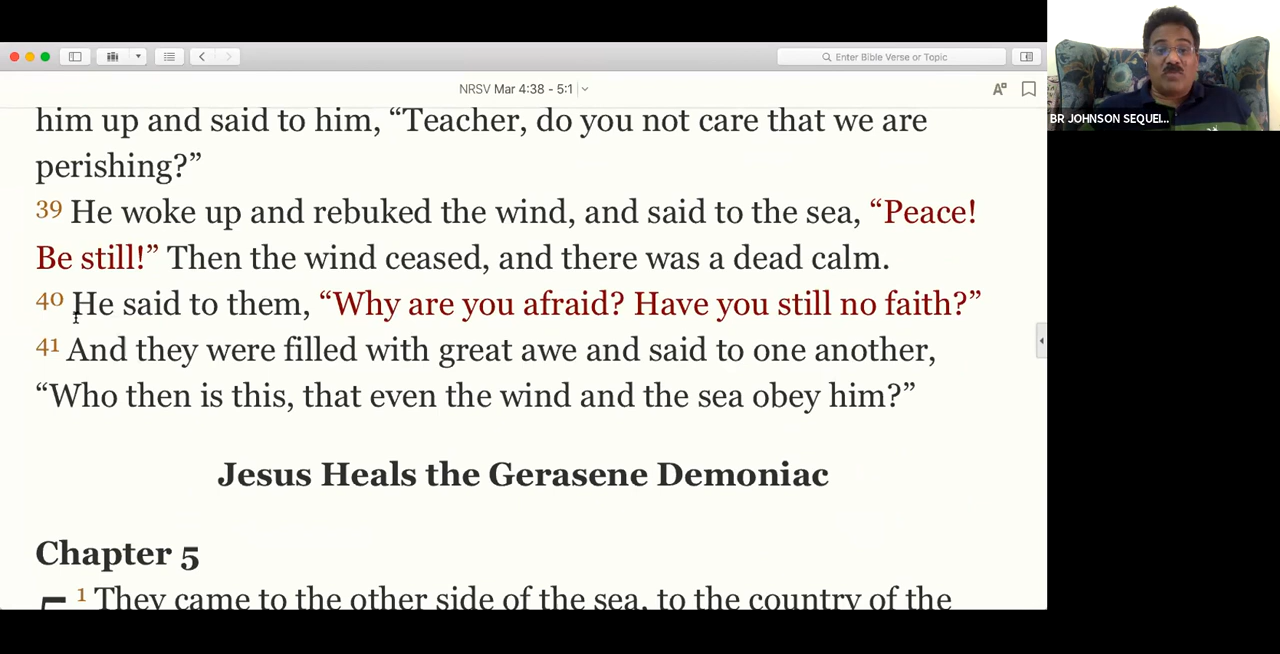 Enter Bible Verse or Topic
NRSV Mar 4:38 - 5:1
him up and said to him, “Teacher, do you not care that we are
perishing?”
39 He woke up and rebuked the wind, and said to the sea, “Peace!
Be still!” Then the wind ceased, and there was a dead calm.
40 He said to them, “Why are you afraid? Have you still no faith?”
41 And they were filled with great awe and said to one another,
“Who then is this, that even the wind and the sea obey him?”
Jesus Heals the Gerasene Demoniac
Chapter 5
1 They came to the other side of the sea, to the country of the
BR JOHNSON SEQUEI...